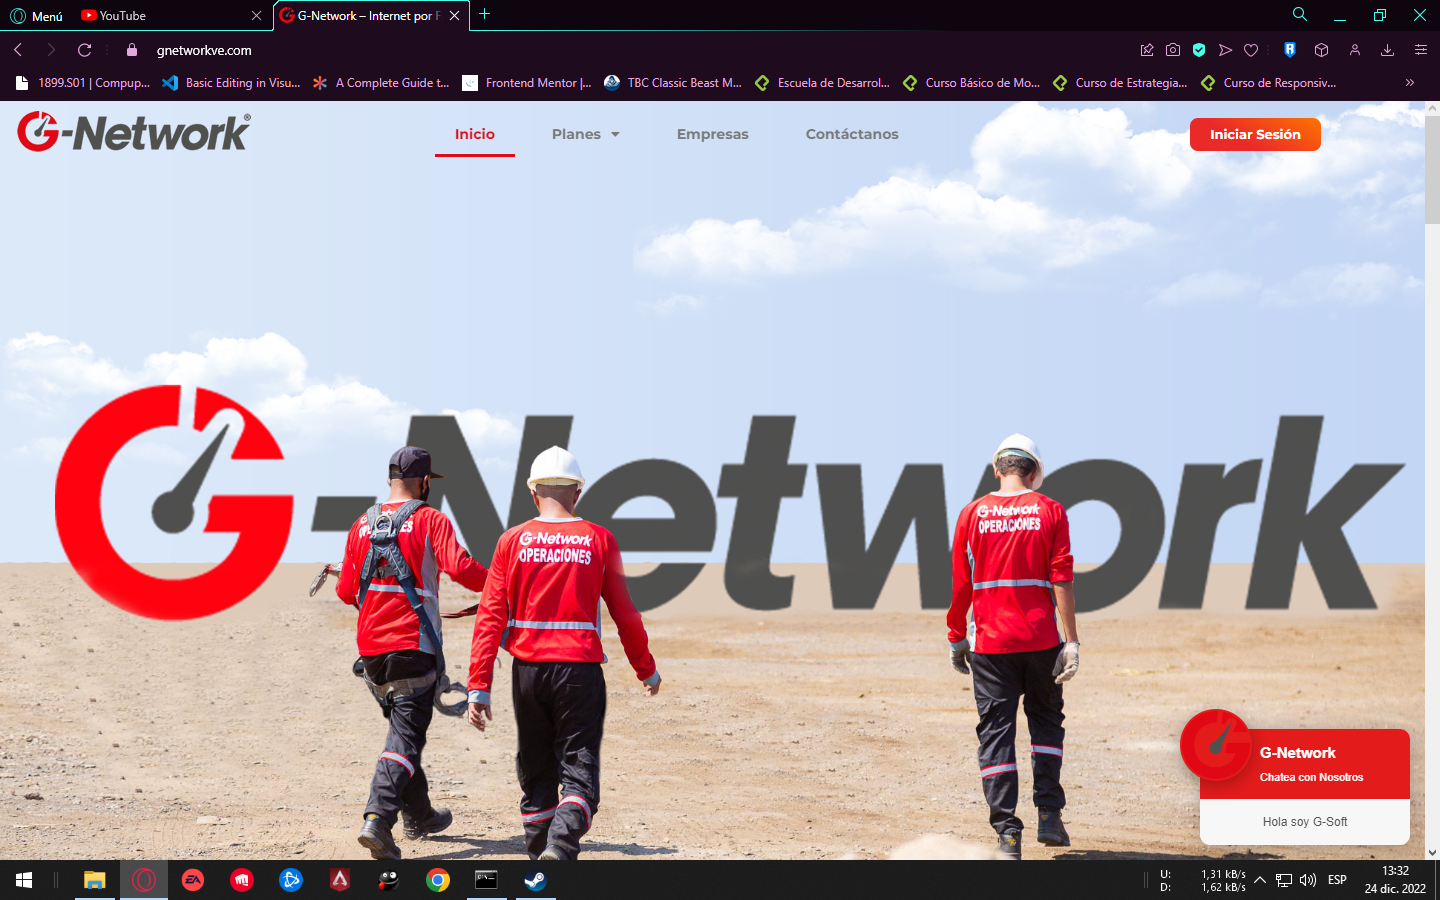 Menú
YouTube
G-Network – Internet por F
gnetworkve.com
1899.S01 | Compup...
Basic Editing in Visu...
A Complete Guide t...
Frontend Mentor |...
TBC Classic Beast M...
Escuela de Desarrol...
Curso Básico de Mo...
Curso de Estrategia...
Curso de Responsiv...
G-Network®
Inicio
Planes
Empresas
Contáctanos
Iniciar Sesión
G-Network
G-Network
OPERACIONES
G-Network
OPERACIONES
G-Network
Chatea con Nosotros
Hola soy G-Soft
EA
U: 1,31 kB/s
D: 1,62 kB/s
ESP
13:32
24 dic. 2022